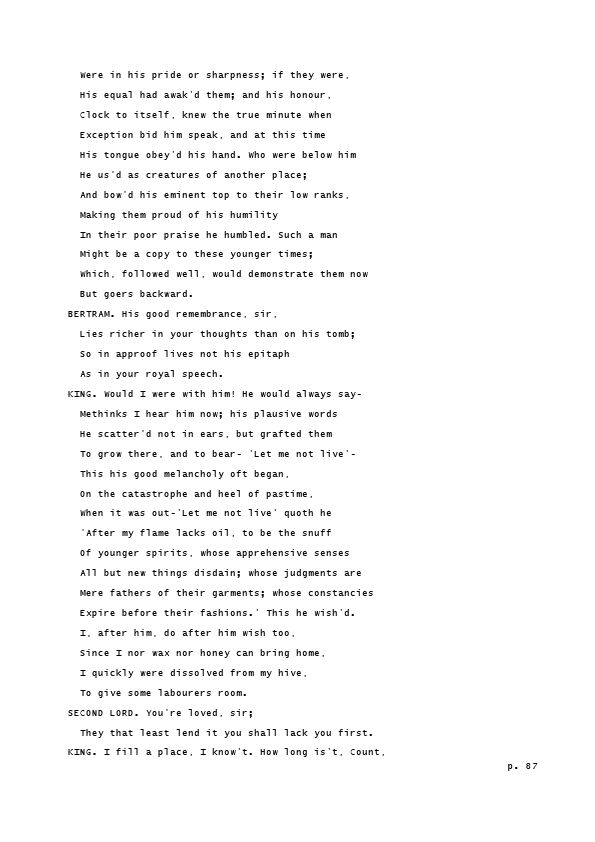 Were in his pride or sharpness; if they were,
His equal had awak'd them; and his honour,
Clock to itself, knew the true minute when
Exception bid him speak, and at this time
His tongue obey'd his hand. Who were below him
He us'd as creatures of another place;
And bow'd his eminent top to their low ranks,
Making them proud of his humility
In their poor praise he humbled. Such a man
Might be a copy to these younger times;
Which, followed well, would demonstrate them now
But goers backward.
BERTRAM. His good remembrance, sir,
Lies richer in your thoughts than on his tomb;
So in approof lives not his epitaph
As in your royal speech.
KING. Would I were with him! He would always say-
Methinks I hear him now; his plausive words
He scatter'd not in ears, but grafted them
To grow there, and to bear- 'Let me not live'-
This his good melancholy oft began,
On the catastrophe and heel of pastime,
When it was out-'Let me not live' quoth he
'After my flame lacks oil, to be the snuff
Of younger spirits, whose apprehensive senses
All but new things disdain; whose judgments are
Mere fathers of their garments; whose constancies
Expire before their fashions.' This he wish'd.
I, after him, do after him wish too,
Since I nor wax nor honey can bring home,
I quickly were dissolved from my hive,
To give some labourers room.
SECOND LORD. You're loved, sir;
They that least lend it you shall lack you first.
KING. I fill a place, I know't. How long is't, Count,
p. 87